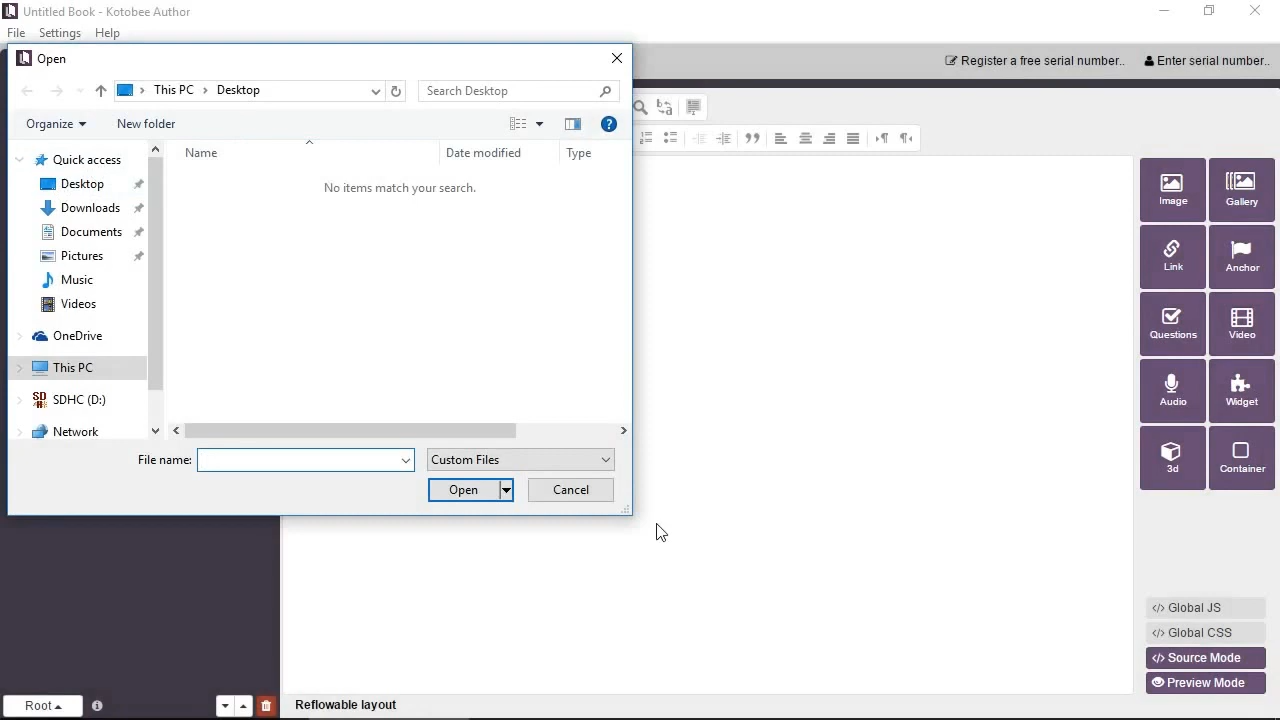 Untitled Book - Kotobee Author
File Settings Help
Open
Register a free serial number..
Enter serial number..
This PC Desktop
Search Desktop
Organize
New folder
Name
Date modified
Type
No items match your search.
Quick access
Desktop
Downloads
Documents
Pictures
Music
Videos
OneDrive
This PC
SDHC (D:)
Network
File name:
Custom Files
Open
Cancel
Image
Gallery
Link
Anchor
Questions
Video
Audio
Widget
3d
Container
Global JS
Global CSS
Source Mode
Preview Mode
Root
Reflowable layout